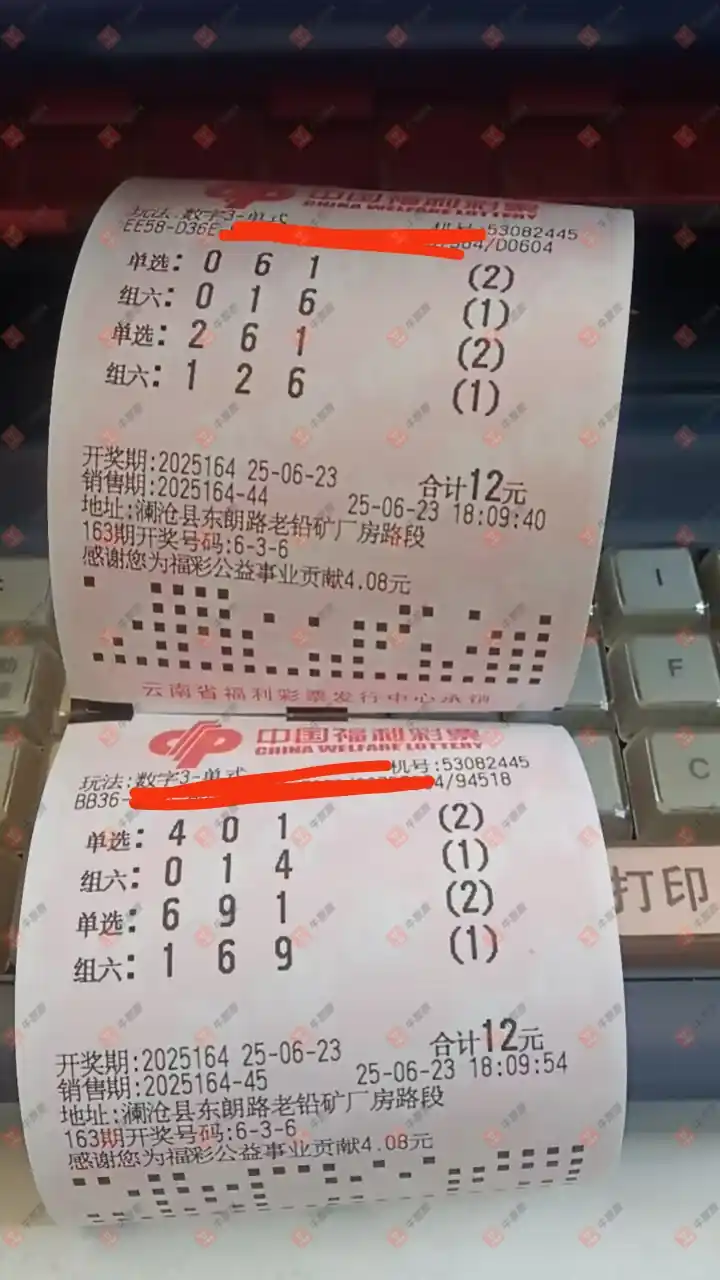 中国福利彩票
CHINA WELFARE LOTTERY
玩法:数字3-单式
机号:53082445
EE58-D36E-
/D0604
单选: 0 6 1 (2)
组六: 0 1 6 (1)
单选: 2 6 1 (2)
组六: 1 2 6 (1)
开奖期:2025164 25-06-23 合计12元
销售期:2025164-44 25-06-23 18:09:40
地址:澜沧县东朗路老铅矿厂房路段
163期开奖号码:6-3-6
感谢您为福彩公益事业贡献4.08元
云南省福利彩票发行中心承销
中国福利彩票
CHINA WELFARE LOTTERY
玩法:数字3-单式 机号:53082445
BB36- 4/94518
单选: 4 0 1 (2)
组六: 0 1 4 (1)
单选: 6 9 1 (2)
组六: 1 6 9 (1)
开奖期:2025164 25-06-23 合计12元
销售期:2025164-45 25-06-23 18:09:54
地址:澜沧县东朗路老铅矿厂房路段
163期开奖号码:6-3-6
感谢您为福彩公益事业贡献4.08元
I
F
C
打印